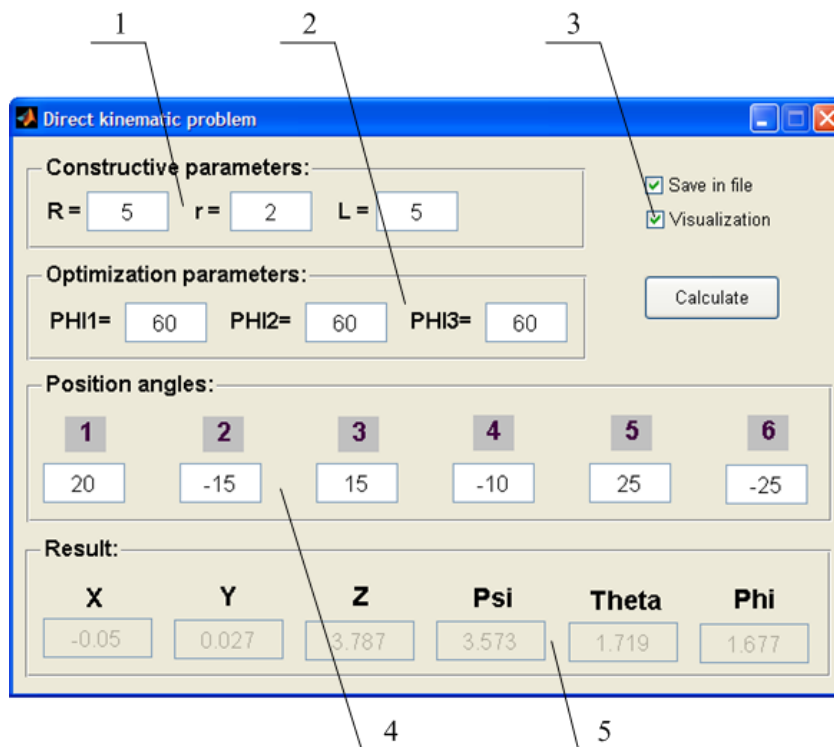 1 2 3
Direct kinematic problem
Constructive parameters:
R = 5 r = 2 L = 5
Save in file
Visualization
Optimization parameters:
PHI1= 60 PHI2= 60 PHI3= 60
Calculate
Position angles:
1 2 3 4 5 6
20 -15 15 -10 25 -25
Result:
X Y Z Psi Theta Phi
-0.05 0.027 3.787 3.573 1.719 1.677
4 5